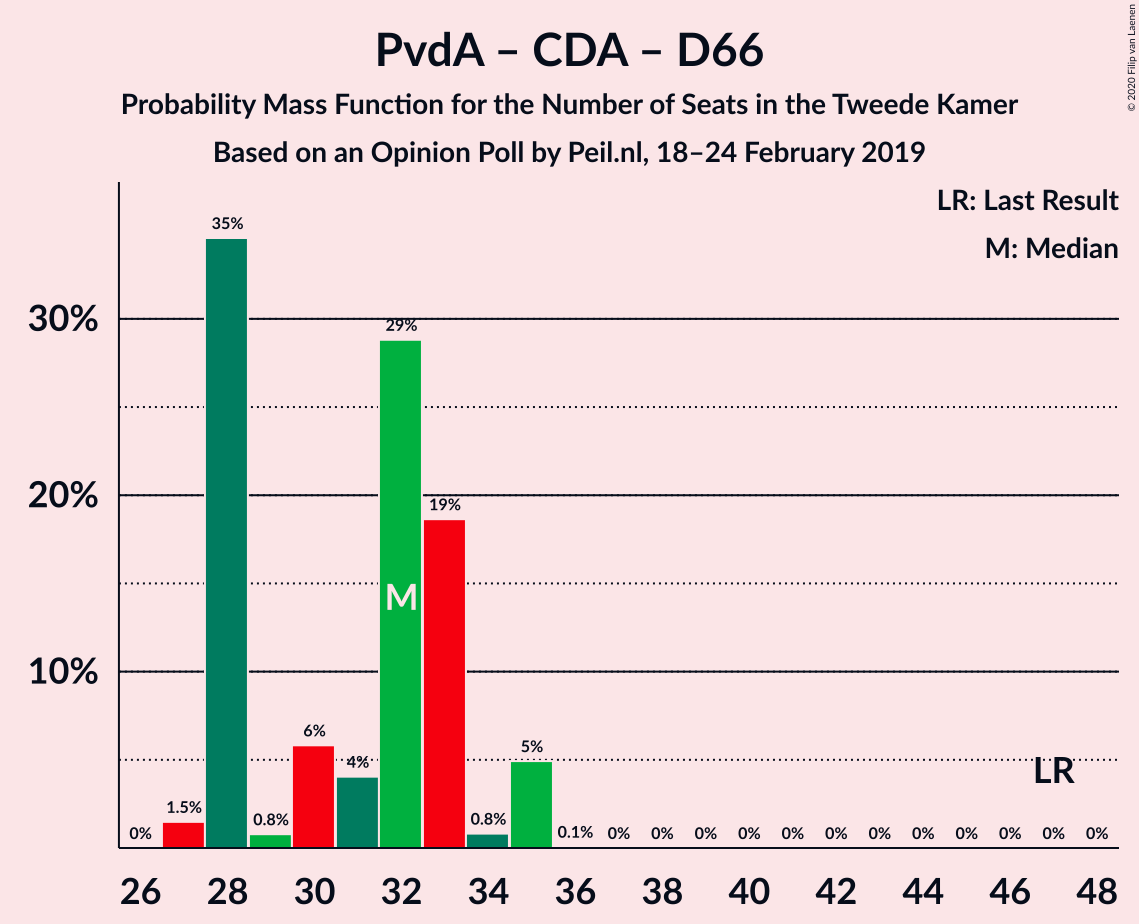 PvdA – CDA – D66
Probability Mass Function for the Number of Seats in the Tweede Kamer
Based on an Opinion Poll by Peil.nl, 18–24 February 2019
© 2020 Filip van Laenen
LR: Last Result
M: Median
35%
30%
29%
20%
19%
M
10%
6%
5%
4%
LR
1.5%
0.8%
0.8%
0%
0.1%
0%
0%
0%
0%
0%
0%
0%
0%
0%
0%
0%
0%
26 28 30 32 34 36 38 40 42 44 46 48